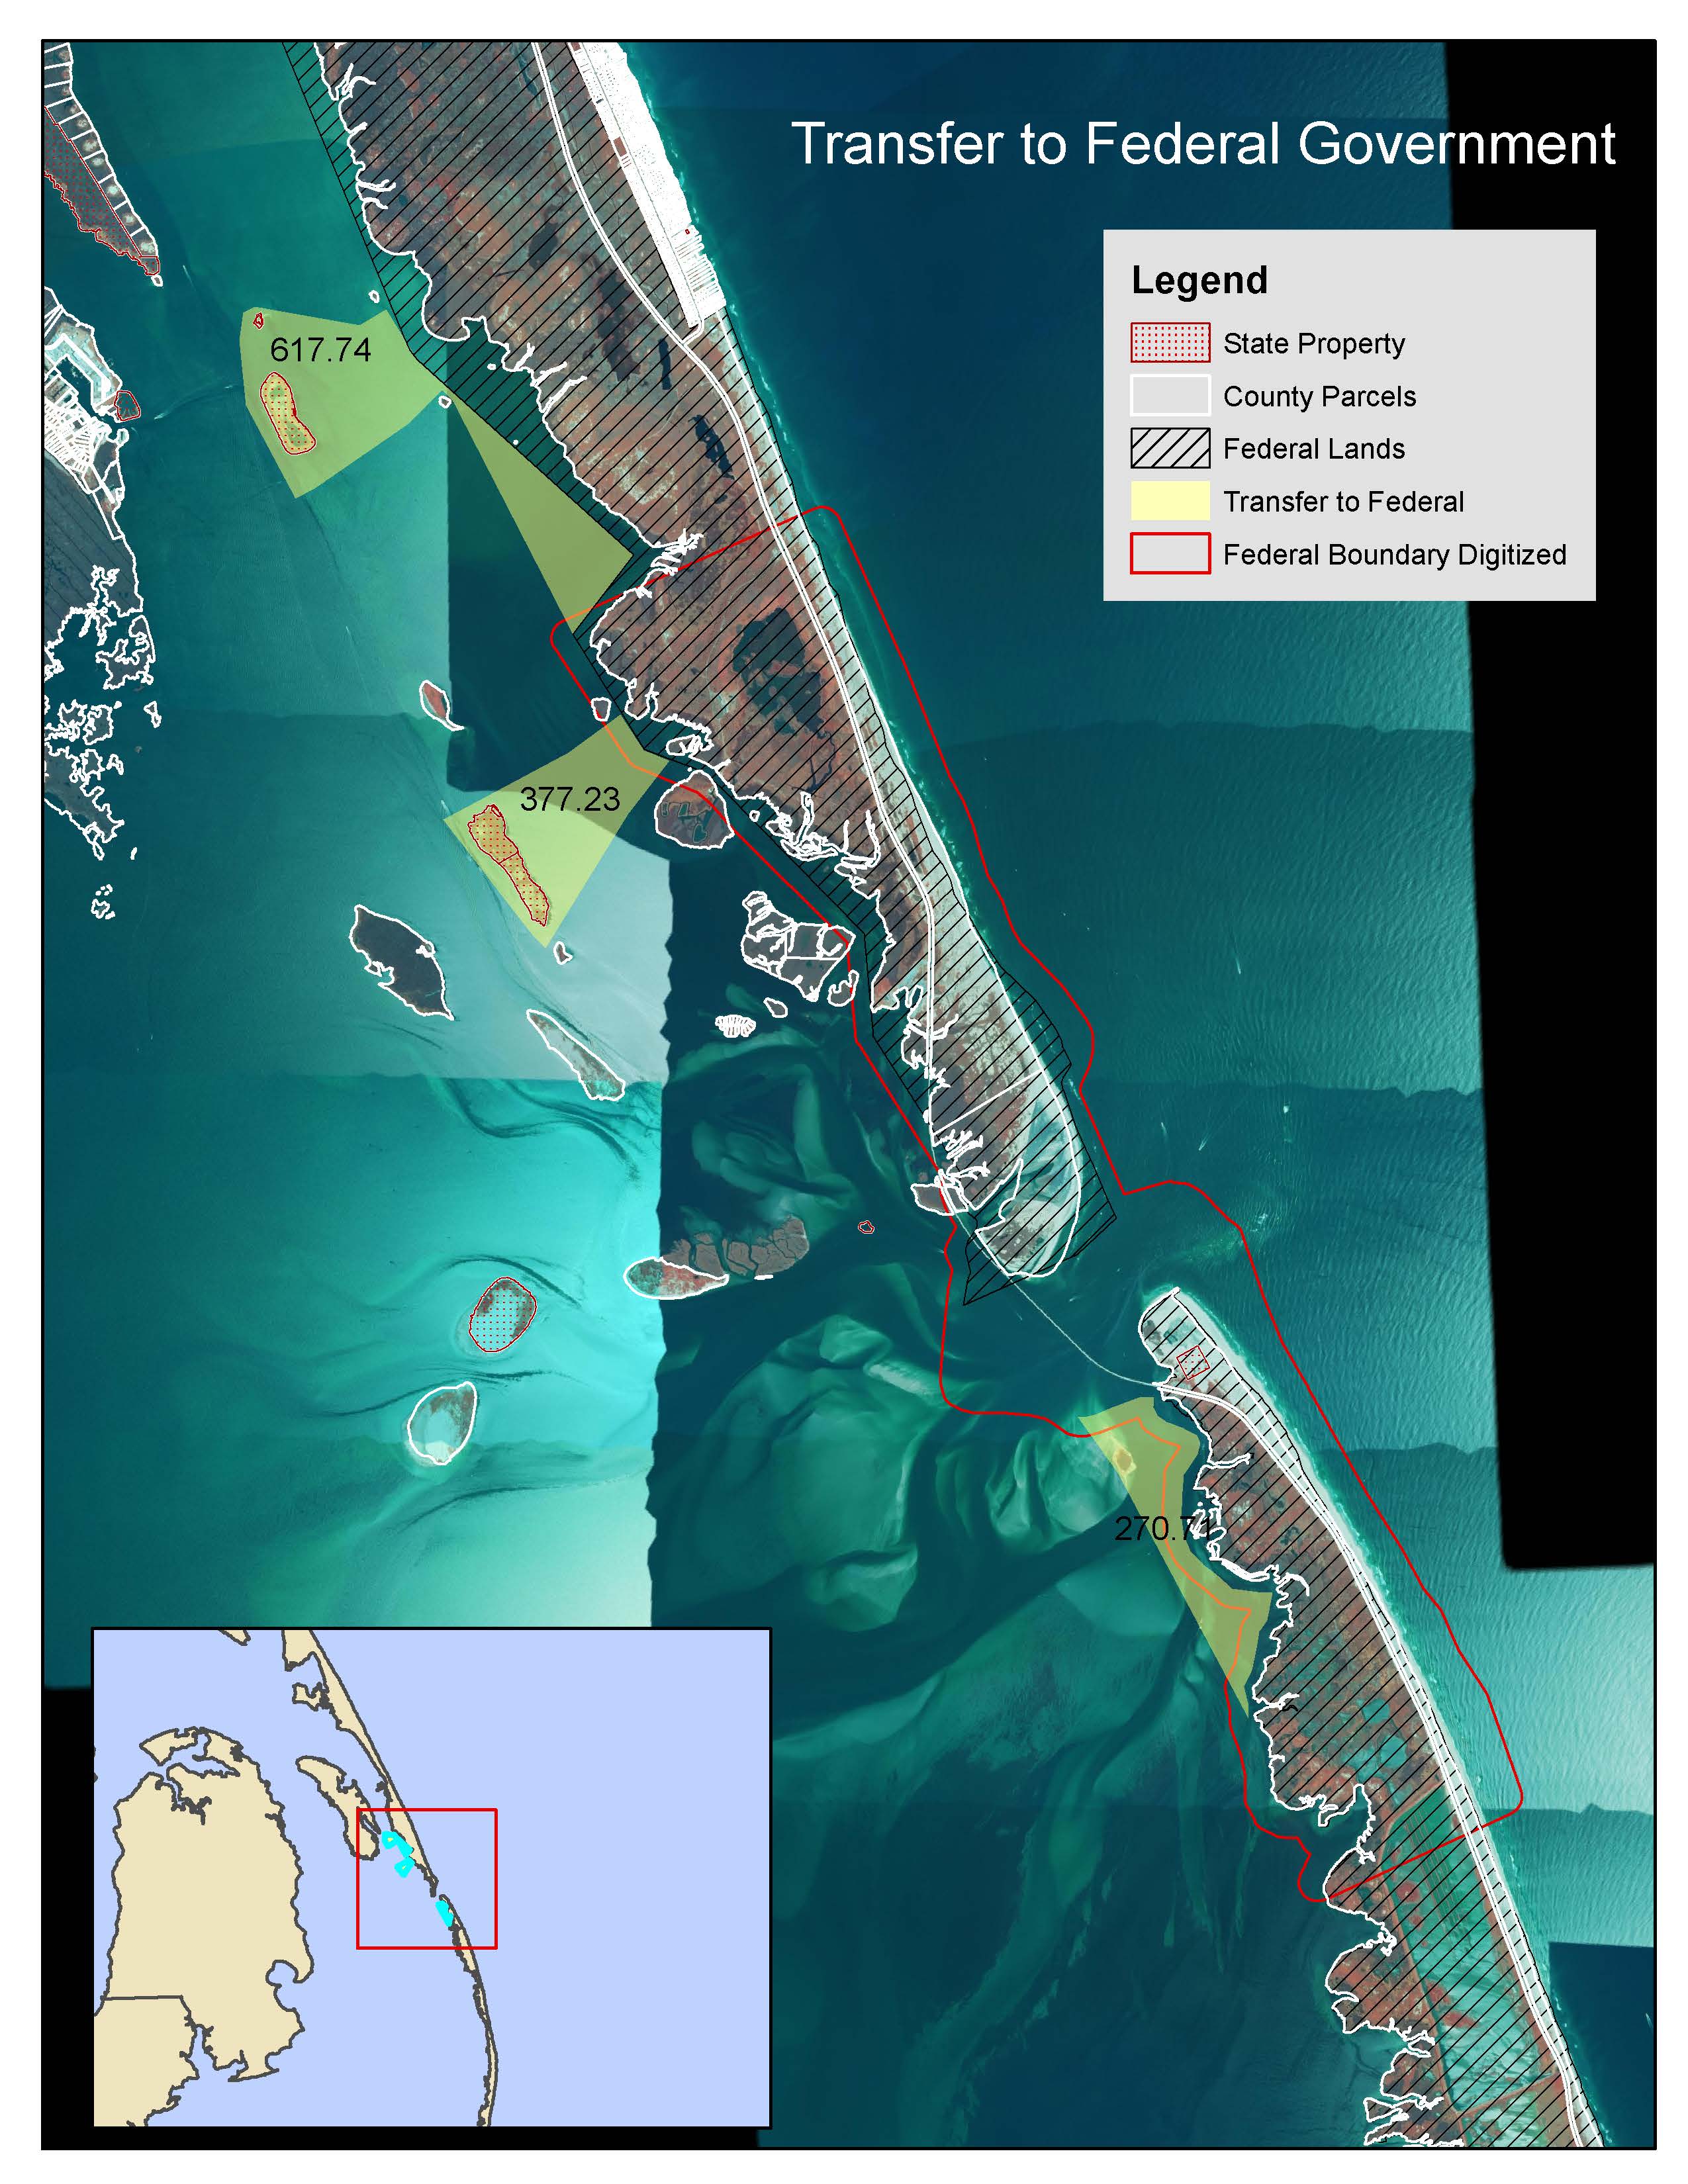 Transfer to Federal Government
Legend
State Property
County Parcels
Federal Lands
Transfer to Federal
Federal Boundary Digitized
617.74
377.23
270.71